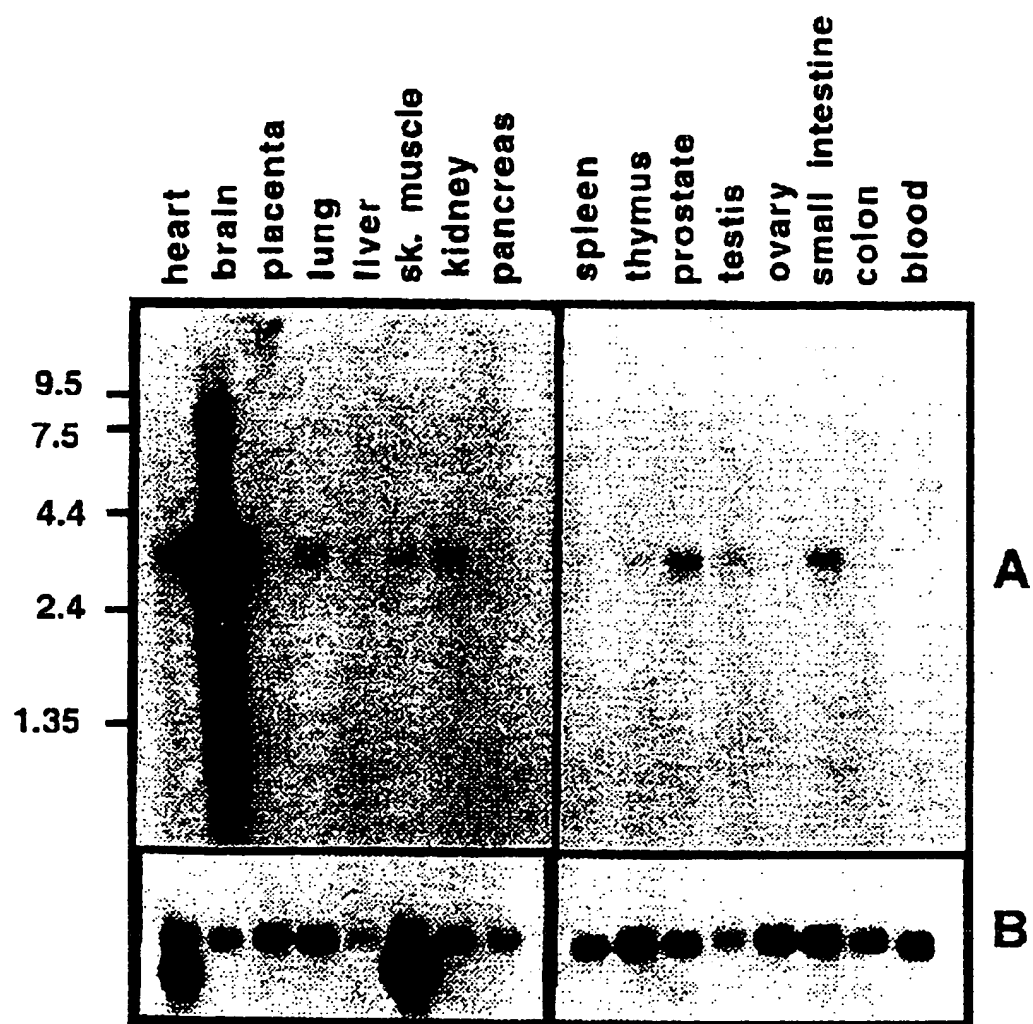 heart
brain
placenta
lung
liver
sk. muscle
kidney
pancreas
spleen
thymus
prostate
testis
ovary
small intestine
colon
blood
9.5
7.5
4.4
2.4
1.35
A
B